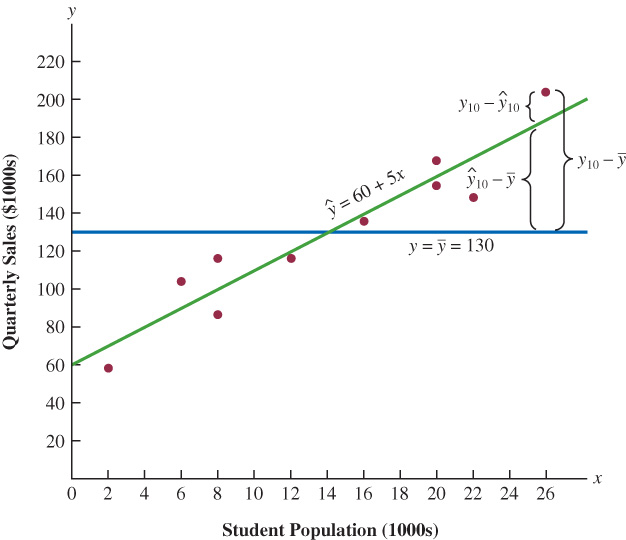 y
220
200
180
160
140
120
100
80
60
40
20
Quarterly Sales ($1000s)
y₁₀ – ŷ₁₀
ŷ₁₀ – ȳ
y₁₀ – ȳ
ŷ = 60 + 5x
y = ȳ = 130
0 2 4 6 8 10 12 14 16 18 20 22 24 26
x
Student Population (1000s)